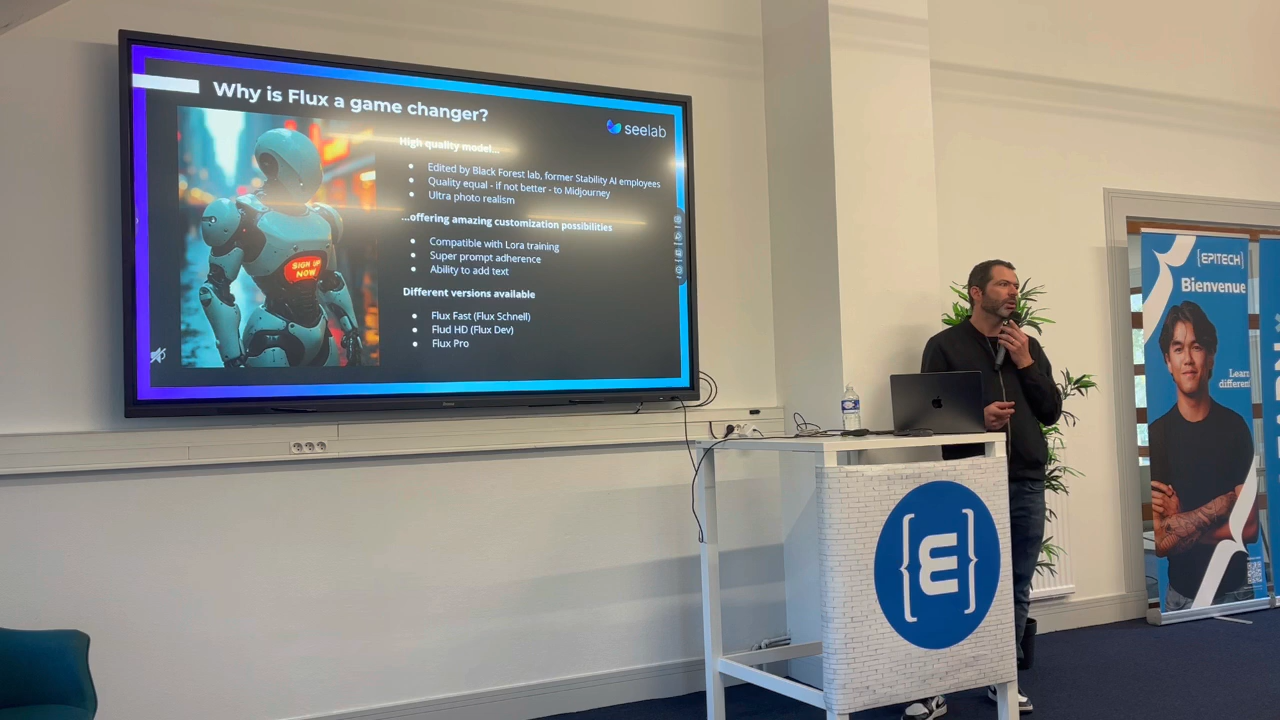 Why is Flux a game changer?
seelab
High quality model...
Edited by Black Forest lab, former Stability AI employees
Quality equal - if not better - to Midjourney
Ultra photo realism
...offering amazing customization possibilities
Compatible with Lora training
Super prompt adherence
Ability to add text
Different versions available
Flux Fast (Flux Schnell)
Flud HD (Flux Dev)
Flux Pro
SIGN UP
NOW
{EPITECH}
Bienvenue
Learn
different
{E}